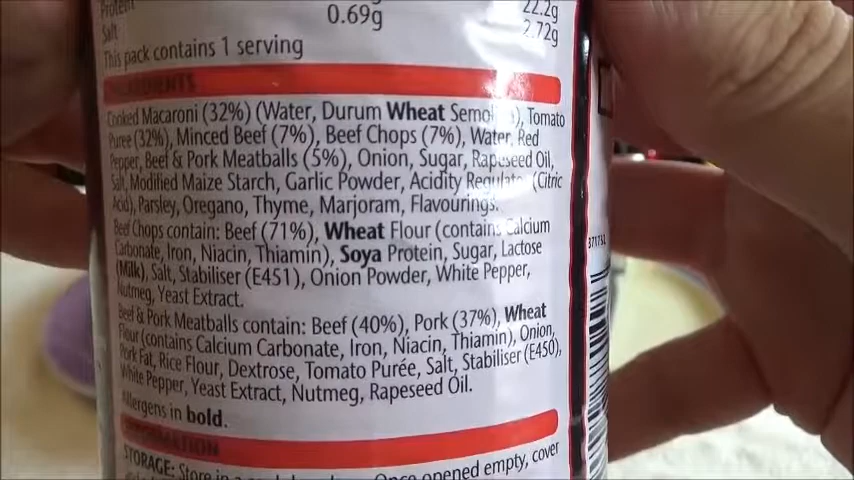 Protein 22.2g
Salt 0.69g 2.72g
This pack contains 1 serving
INGREDIENTS
Cooked Macaroni (32%) (Water, Durum Wheat Semolina), Tomato
Puree (32%), Minced Beef (7%), Beef Chops (7%), Water, Red
Pepper, Beef & Pork Meatballs (5%), Onion, Sugar, Rapeseed Oil,
Salt, Modified Maize Starch, Garlic Powder, Acidity Regulator (Citric
Acid), Parsley, Oregano, Thyme, Marjoram, Flavourings.
Beef Chops contain: Beef (71%), Wheat Flour (contains Calcium
Carbonate, Iron, Niacin, Thiamin), Soya Protein, Sugar, Lactose
(Milk), Salt, Stabiliser (E451), Onion Powder, White Pepper,
Nutmeg, Yeast Extract.
Beef & Pork Meatballs contain: Beef (40%), Pork (37%), Wheat
Flour (contains Calcium Carbonate, Iron, Niacin, Thiamin), Onion,
Pork Fat, Rice Flour, Dextrose, Tomato Purée, Salt, Stabiliser (E450),
White Pepper, Yeast Extract, Nutmeg, Rapeseed Oil.
Allergens in bold.
INFORMATION
STORAGE: Store in a cool Once opened empty, cover